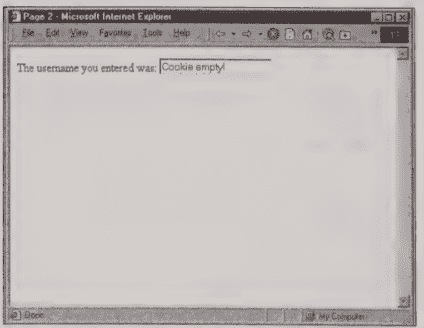 Page 2 - Microsoft Internet Explorer
File Edit View Favorites Tools Help
The username you entered was: Cookie empty!
Done My Computer